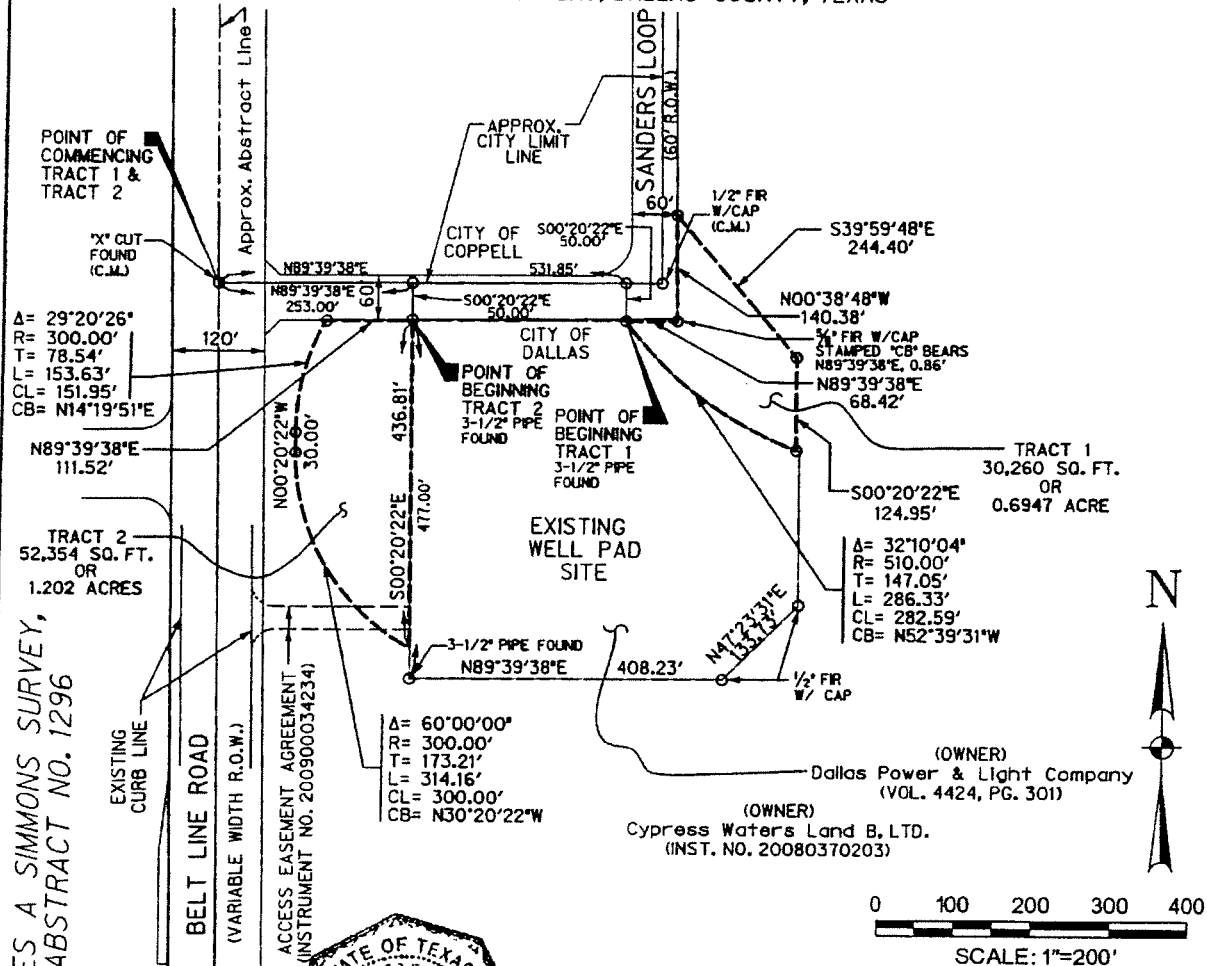 COUNTY, TEXAS
SANDERS LOOP
(60' R.O.W.)
Approx. Abstract Line
POINT OF
COMMENCING
TRACT 1 &
TRACT 2
APPROX.
CITY LIMIT
LINE
60'
1/2" FIR
W/CAP
(C.M.)
S39°59'48"E
244.40'
"X" CUT
FOUND
(C.M.)
CITY OF
COPPELL
S00°20'22"E
50.00'
N89°39'38"E
531.85'
N89°39'38"E
253.00'
60'
S00°20'22"E
50.00'
N00°38'48"W
140.38'
Δ= 29°20'26"
R= 300.00'
T= 78.54'
L= 153.63'
CL= 151.95'
CB= N14°19'51"E
120'
CITY OF
DALLAS
5/8" FIR W/CAP
STAMPED "CB" BEARS
N89°39'38"E, 0.86'
N89°39'38"E
68.42'
POINT OF
BEGINNING
TRACT 2
3-1/2" PIPE
FOUND
POINT OF
BEGINNING
TRACT 1
3-1/2" PIPE
FOUND
N89°39'38"E
111.52'
N00°20'22"W
30.00'
436.81'
S00°20'22"E
477.00'
TRACT 1
30,260 SQ. FT.
OR
0.6947 ACRE
S00°20'22"E
124.95'
TRACT 2
52,354 SQ. FT.
OR
1.202 ACRES
EXISTING
WELL PAD
SITE
Δ= 32°10'04"
R= 510.00'
T= 147.05'
L= 286.33'
CL= 282.59'
CB= N52°39'31"W
N
N47°23'31"E
133.73'
3-1/2" PIPE FOUND
N89°39'38"E 408.23'
1/2" FIR
W/ CAP
ES A SIMMONS SURVEY,
ABSTRACT NO. 1296
EXISTING
CURB LINE
BELT LINE ROAD
(VARIABLE WIDTH R.O.W.)
ACCESS EASEMENT AGREEMENT
(INSTRUMENT NO. 200900034234)
Δ= 60°00'00"
R= 300.00'
T= 173.21'
L= 314.16'
CL= 300.00'
CB= N30°20'22"W
(OWNER)
Dallas Power & Light Company
(VOL. 4424, PG. 301)
(OWNER)
Cypress Waters Land B, LTD.
(INST. NO. 20080370203)
0 100 200 300 400
SCALE: 1"=200'
ATE OF TEXAS